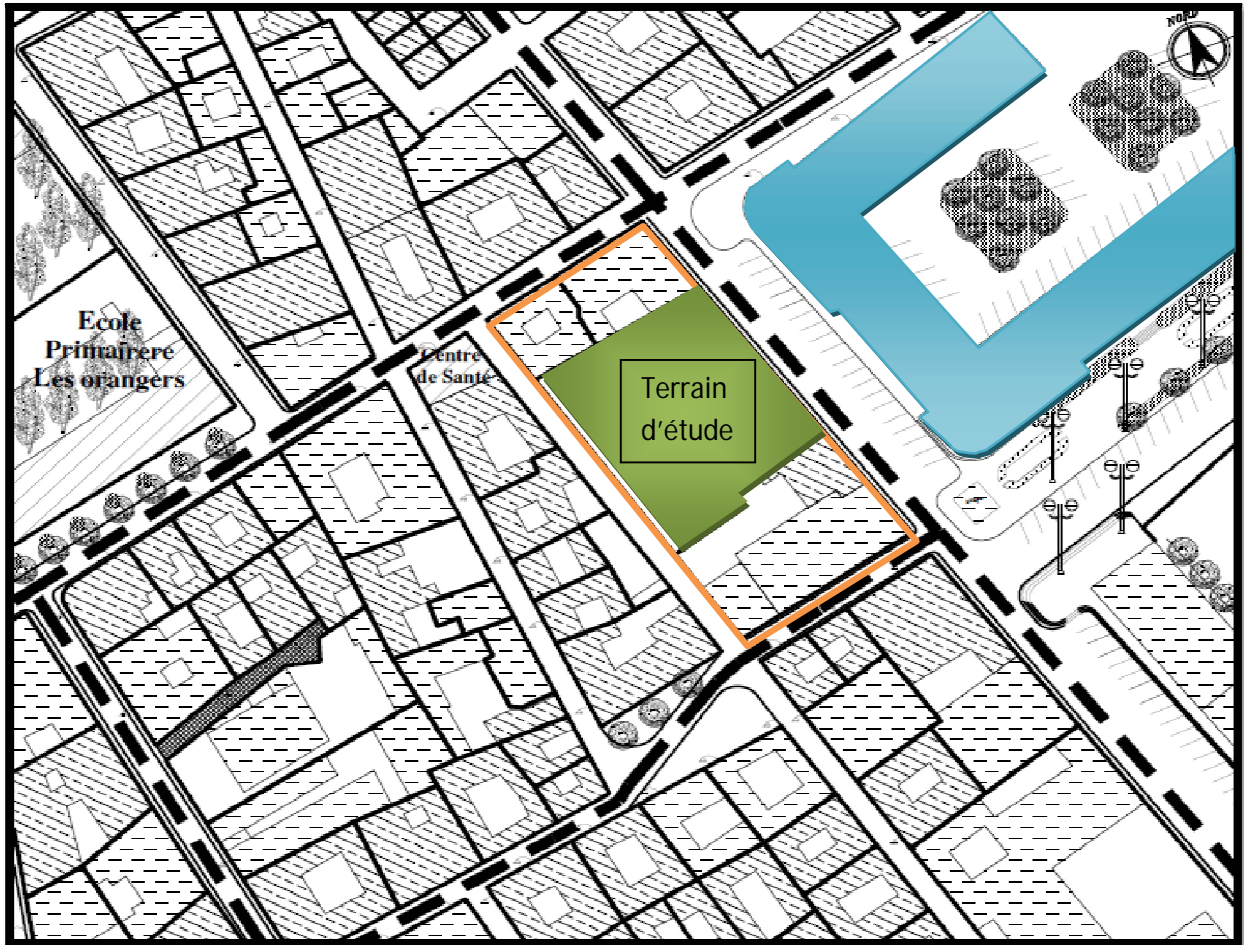 NORD
Ecole
Primairere
Les orangers
Centre
de Santé
Terrain
d'étude